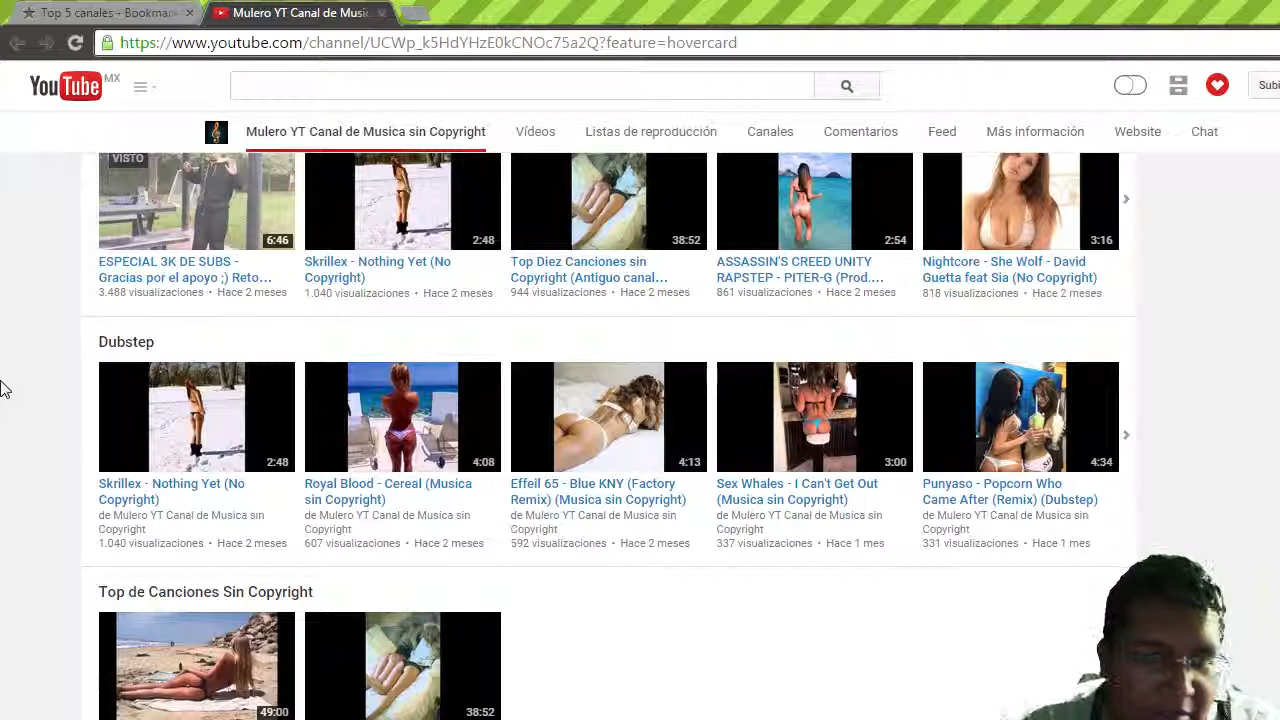 Top 5 canales - Bookmar
Mulero YT Canal de Musi
https://www.youtube.com/channel/UCWp_k5HdYHzE0kCNOc75a2Q?feature=hovercard
YouTube MX
Subi
Mulero YT Canal de Musica sin Copyright Vídeos Listas de reproducción Canales Comentarios Feed Más información Website Chat
VISTO
6:46 2:48 38:52 2:54 3:16
ESPECIAL 3K DE SUBS -
Gracias por el apoyo ;) Reto...
3.488 visualizaciones • Hace 2 meses
Skrillex - Nothing Yet (No
Copyright)
1.040 visualizaciones • Hace 2 meses
Top Diez Canciones sin
Copyright (Antiguo canal...
944 visualizaciones • Hace 2 meses
ASSASSIN'S CREED UNITY
RAPSTEP - PITER-G (Prod....
861 visualizaciones • Hace 2 meses
Nightcore - She Wolf - David
Guetta feat Sia (No Copyright)
818 visualizaciones • Hace 2 meses
Dubstep
2:48 4:08 4:13 3:00 4:34
Skrillex - Nothing Yet (No
Copyright)
de Mulero YT Canal de Musica sin
Copyright
1.040 visualizaciones • Hace 2 meses
Royal Blood - Cereal (Musica
sin Copyright)
de Mulero YT Canal de Musica sin
Copyright
607 visualizaciones • Hace 2 meses
Effeil 65 - Blue KNY (Factory
Remix) (Musica sin Copyright)
de Mulero YT Canal de Musica sin
Copyright
592 visualizaciones • Hace 2 meses
Sex Whales - I Can't Get Out
(Musica sin Copyright)
de Mulero YT Canal de Musica sin
Copyright
337 visualizaciones • Hace 1 mes
Punyaso - Popcorn Who
Came After (Remix) (Dubstep)
de Mulero YT Canal de Musica sin
Copyright
331 visualizaciones • Hace 1 mes
Top de Canciones Sin Copyright
49:00 38:52